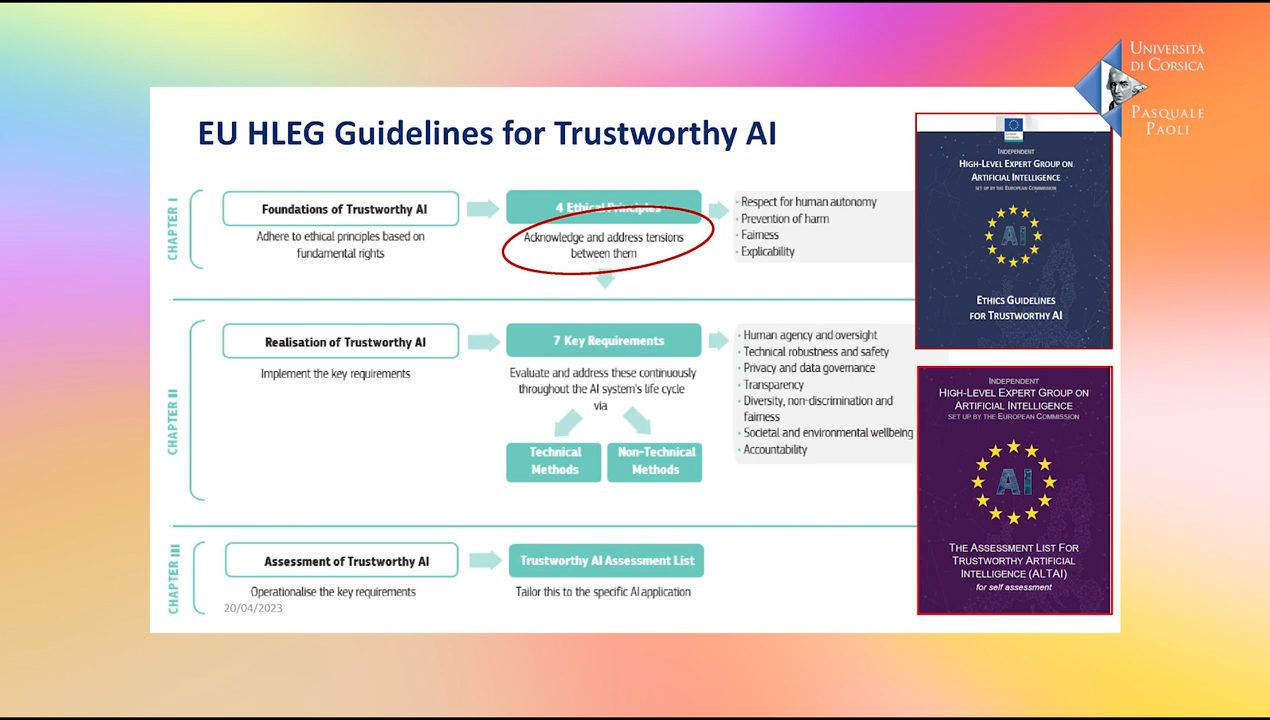 UNIVERSITÀ
DI CORSICA
PASQUALE
PAOLI
EU HLEG Guidelines for Trustworthy AI
CHAPTER I
Foundations of Trustworthy AI
Adhere to ethical principles based on
fundamental rights
4 Ethical Principles
Acknowledge and address tensions
between them
· Respect for human autonomy
· Prevention of harm
· Fairness
· Explicability
CHAPTER II
Realisation of Trustworthy AI
Implement the key requirements
7 Key Requirements
Evaluate and address these continuously
throughout the AI system's life cycle
via
Technical
Methods
Non-Technical
Methods
· Human agency and oversight
· Technical robustness and safety
· Privacy and data governance
· Transparency
· Diversity, non-discrimination and
fairness
· Societal and environmental wellbeing
· Accountability
CHAPTER III
Assessment of Trustworthy AI
Operationalise the key requirements
Trustworthy AI Assessment List
Tailor this to the specific AI application
20/04/2023
INDEPENDENT
HIGH-LEVEL EXPERT GROUP ON
ARTIFICIAL INTELLIGENCE
SET UP BY THE EUROPEAN COMMISSION
AI
ETHICS GUIDELINES
FOR TRUSTWORTHY AI
INDEPENDENT
HIGH-LEVEL EXPERT GROUP ON
ARTIFICIAL INTELLIGENCE
SET UP BY THE EUROPEAN COMMISSION
AI
THE ASSESSMENT LIST FOR
TRUSTWORTHY ARTIFICIAL
INTELLIGENCE (ALTAI)
for self assessment